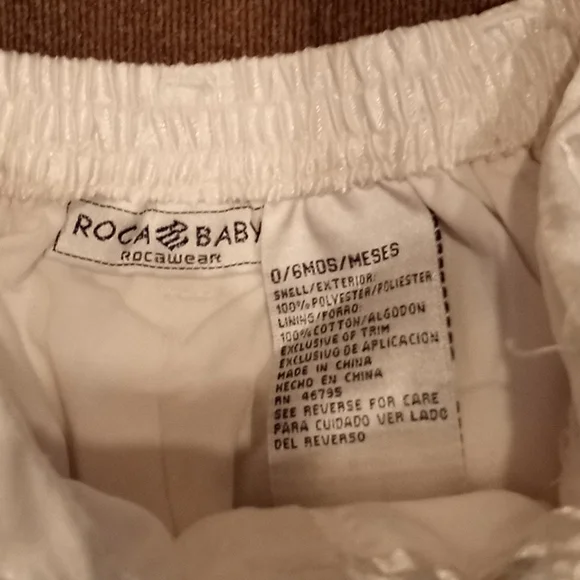 ROCA BABY
ROCAWEAR
0/6MOS/MESES
SHELL/EXTERIOR:
100% POLYESTER/POLIESTER
LINING/FORRO:
100% COTTON/ALGODON
EXCLUSIVE OF TRIM
EXCLUSIVO DE APLICACION
MADE IN CHINA
HECHO EN CHINA
RN 46795
SEE REVERSE FOR CARE
PARA CUIDADO VER LADO
DEL REVERSO